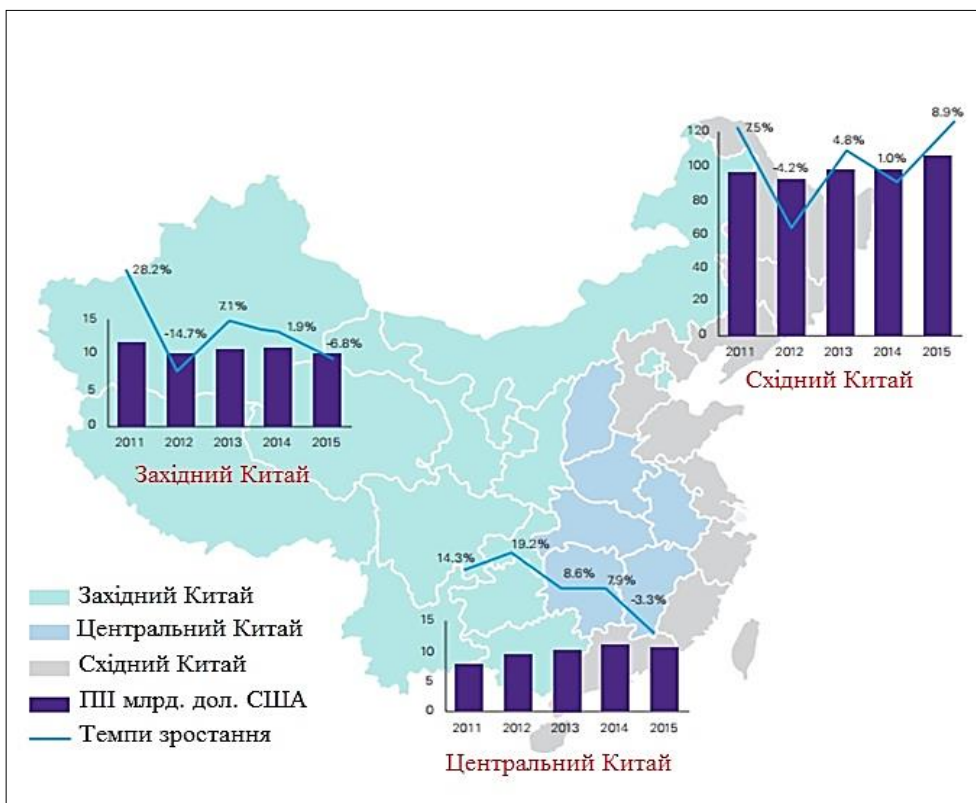 7.5%
-4.2%
4.8%
1.0%
8.9%
120
100
80
60
40
20
0
2011 2012 2013 2014 2015
Східний Китай
28.2%
-14.7%
7.1%
1.9%
-6.8%
15
10
5
0
2011 2012 2013 2014 2015
Західний Китай
14.3%
19.2%
8.6%
7.9%
-3.3%
15
10
5
0
2011 2012 2013 2014 2015
Центральний Китай
Західний Китай
Центральний Китай
Східний Китай
ПІІ млрд. дол. США
Темпи зростання